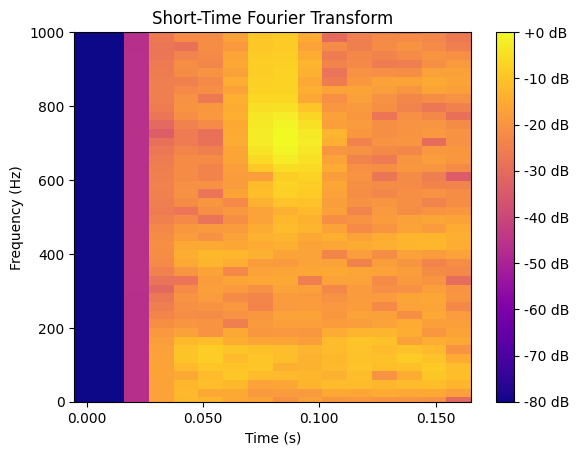 Short-Time Fourier Transform
Frequency (Hz)
1000
800
600
400
200
0
0.000
0.050
0.100
0.150
Time (s)
+0 dB
-10 dB
-20 dB
-30 dB
-40 dB
-50 dB
-60 dB
-70 dB
-80 dB